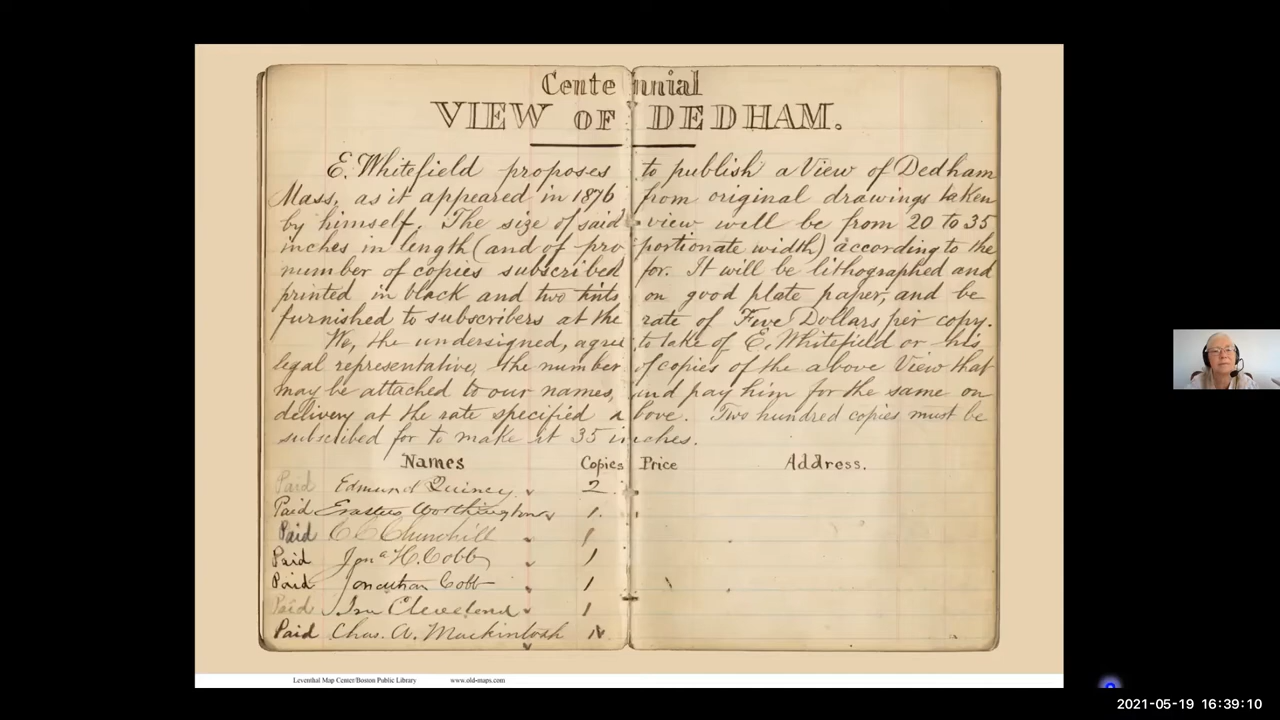 Centennial
VIEW OF DEDHAM.
E. Whitefield proposes to publish a View of Dedham
Mass, as it appeared in 1876 from original drawings taken
by himself. The size of said view will be from 20 to 35
inches in length (and of proportionate width) according to the
number of copies subscribed for. It will be lithographed and
printed in black and two tints on good plate paper, and be
furnished to subscribers at the rate of Five Dollars per copy.
We, the undersigned, agree to take of E. Whitefield or his
legal representative, the number of copies of the above View that
may be attached to our names, and pay him for the same on
delivery at the rate specified above. Two hundred copies must be
subscribed for to make it 35 inches.
Names Copies Price Address.
Paid Edmund Quincy 2
Paid Erastus Worthington 1.
Paid C. C. Churchill 1
Paid Jona H. Cobb 1
Paid Jonathan Cobb 1
Paid Ira Cleveland 1
Paid Chas. A. Mackintosh 1
Leventhal Map Center/Boston Public Library www.old-maps.com
2021-05-19 16:39:10